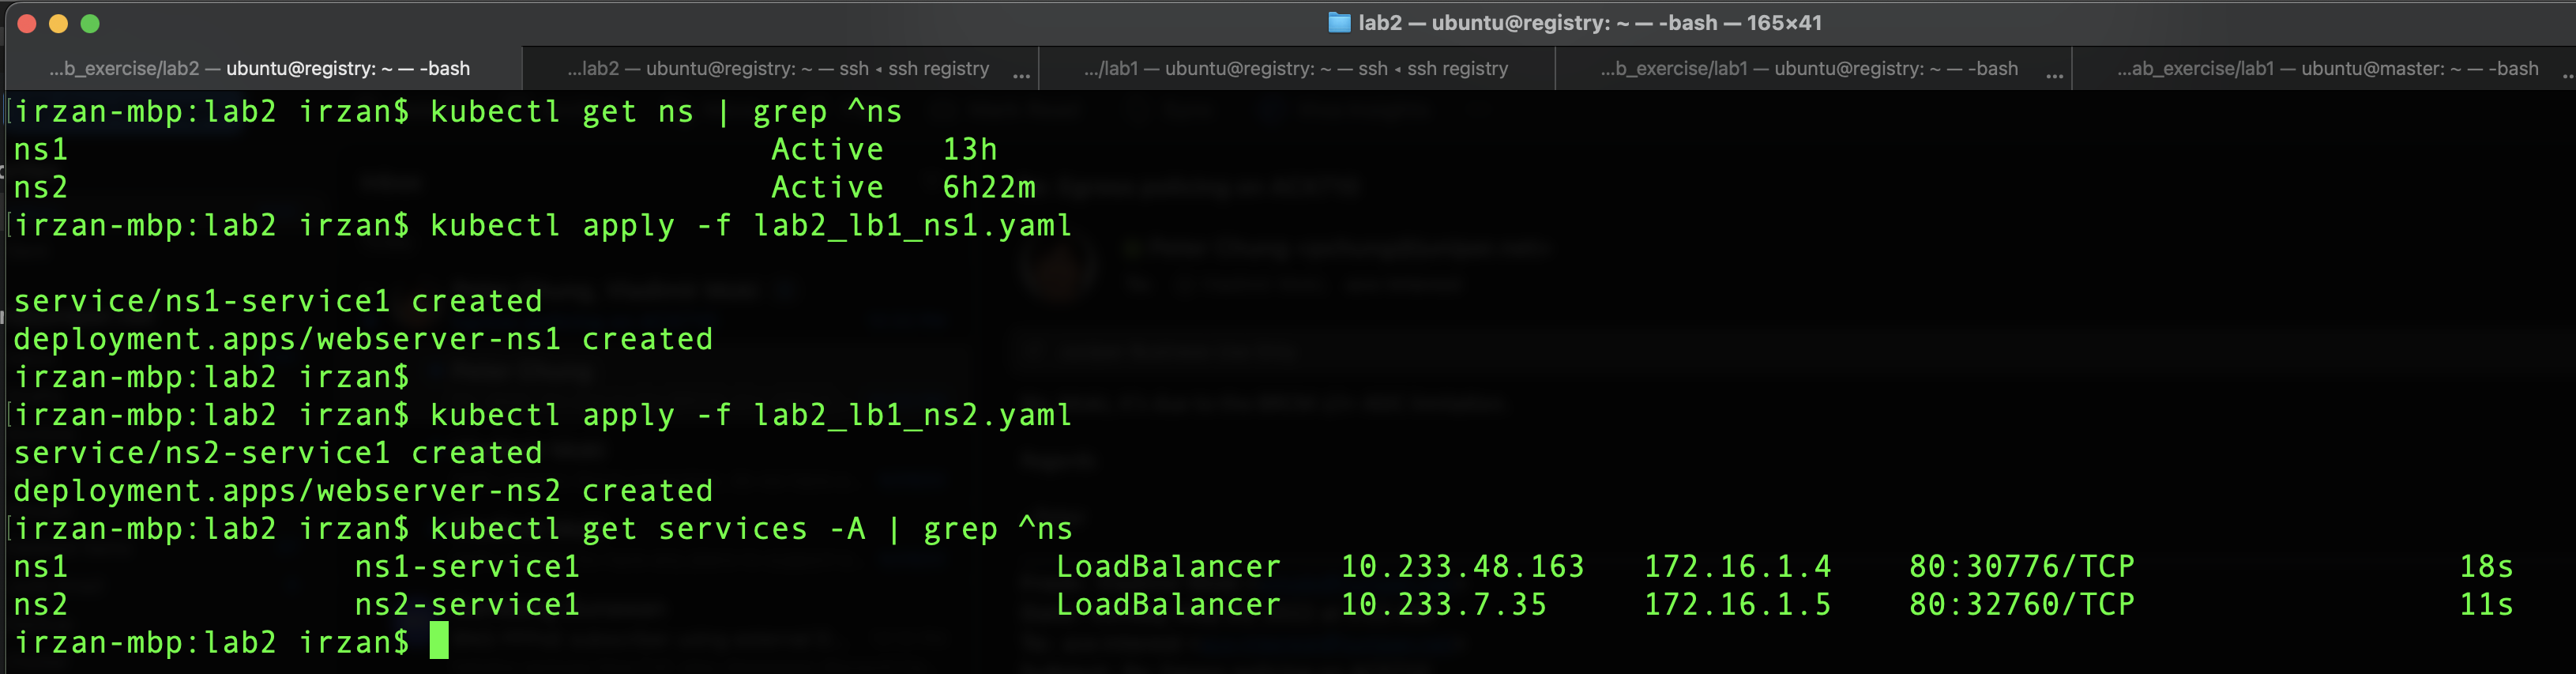 lab2 — ubuntu@registry: ~ — -bash — 165×41
...b_exercise/lab2 — ubuntu@registry: ~ — -bash
...lab2 — ubuntu@registry: ~ — ssh ◂ ssh registry ...
.../lab1 — ubuntu@registry: ~ — ssh ◂ ssh registry
...b_exercise/lab1 — ubuntu@registry: ~ — -bash ...
...ab_exercise/lab1 — ubuntu@master: ~ — -bash ...
[irzan-mbp:lab2 irzan$ kubectl get ns | grep ^ns
ns1 Active 13h
ns2 Active 6h22m
[irzan-mbp:lab2 irzan$ kubectl apply -f lab2_lb1_ns1.yaml
service/ns1-service1 created
deployment.apps/webserver-ns1 created
irzan-mbp:lab2 irzan$
[irzan-mbp:lab2 irzan$ kubectl apply -f lab2_lb1_ns2.yaml
service/ns2-service1 created
deployment.apps/webserver-ns2 created
[irzan-mbp:lab2 irzan$ kubectl get services -A | grep ^ns
ns1 ns1-service1 LoadBalancer 10.233.48.163 172.16.1.4 80:30776/TCP 18s
ns2 ns2-service1 LoadBalancer 10.233.7.35 172.16.1.5 80:32760/TCP 11s
irzan-mbp:lab2 irzan$